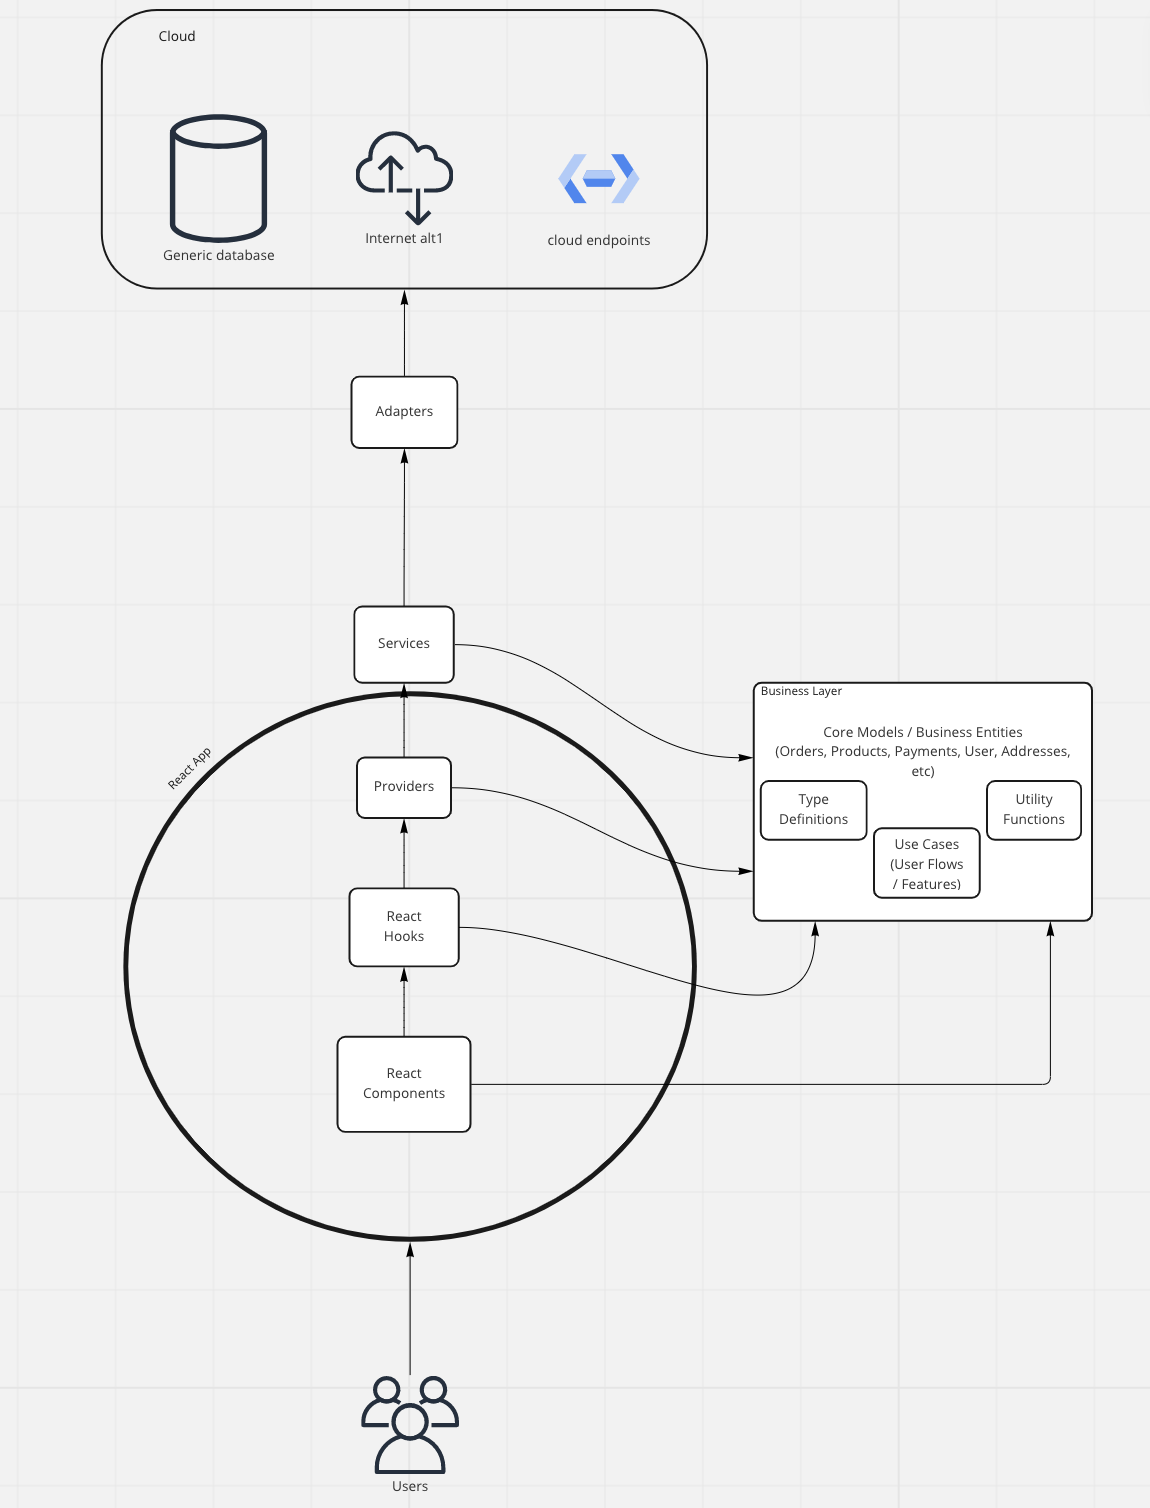 Cloud
Generic database
Internet alt1
cloud endpoints
Adapters
Services
React App
Providers
React
Hooks
React
Components
Business Layer
Core Models / Business Entities
(Orders, Products, Payments, User, Addresses,
etc)
Type
Definitions
Utility
Functions
Use Cases
(User Flows
/ Features)
Users